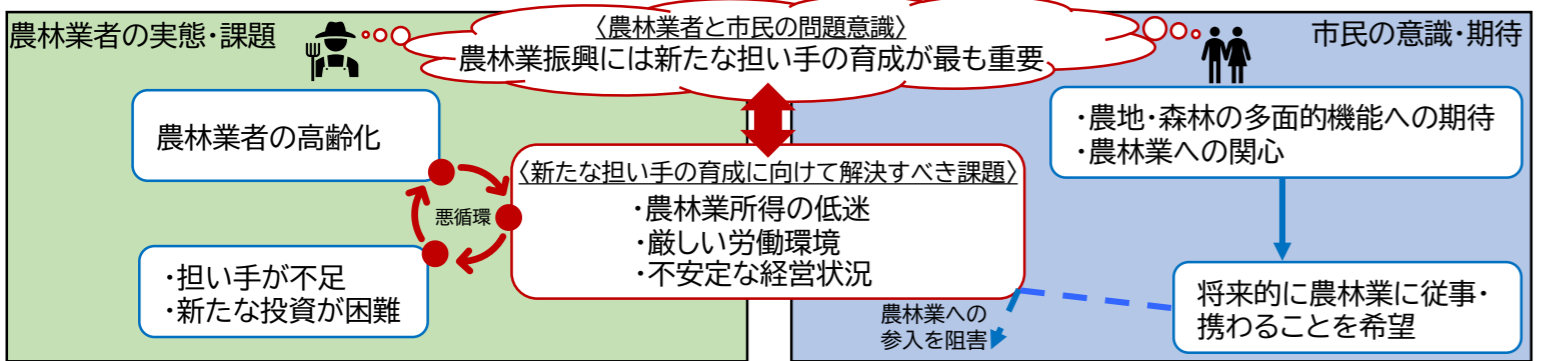 農林業者の実態・課題
〈農林業者と市民の問題意識〉
農林業振興には新たな担い手の育成が最も重要
市民の意識・期待
農林業者の高齢化
悪循環
・担い手が不足
・新たな投資が困難
〈新たな担い手の育成に向けて解決すべき課題〉
・農林業所得の低迷
・厳しい労働環境
・不安定な経営状況
・農地・森林の多面的機能への期待
・農林業への関心
農林業への
参入を阻害
将来的に農林業に従事・
携わることを希望